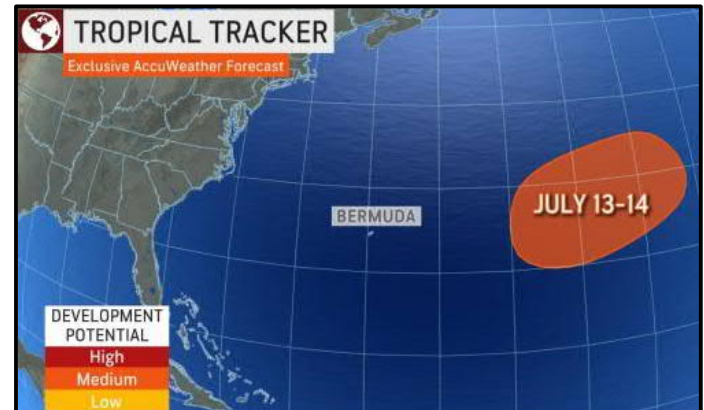 TROPICAL TRACKER
Exclusive AccuWeather Forecast
BERMUDA
JULY 13-14
DEVELOPMENT
POTENTIAL
High
Medium
Low